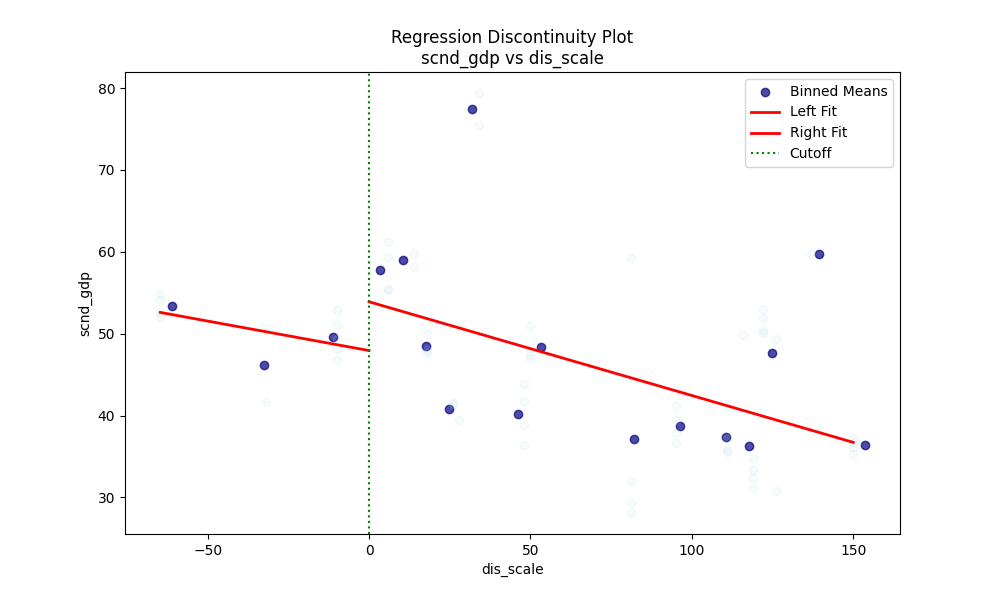 Regression Discontinuity Plot
scnd_gdp vs dis_scale
80
70
60
50
40
30
scnd_gdp
−50
0
50
100
150
dis_scale
Binned Means
Left Fit
Right Fit
Cutoff